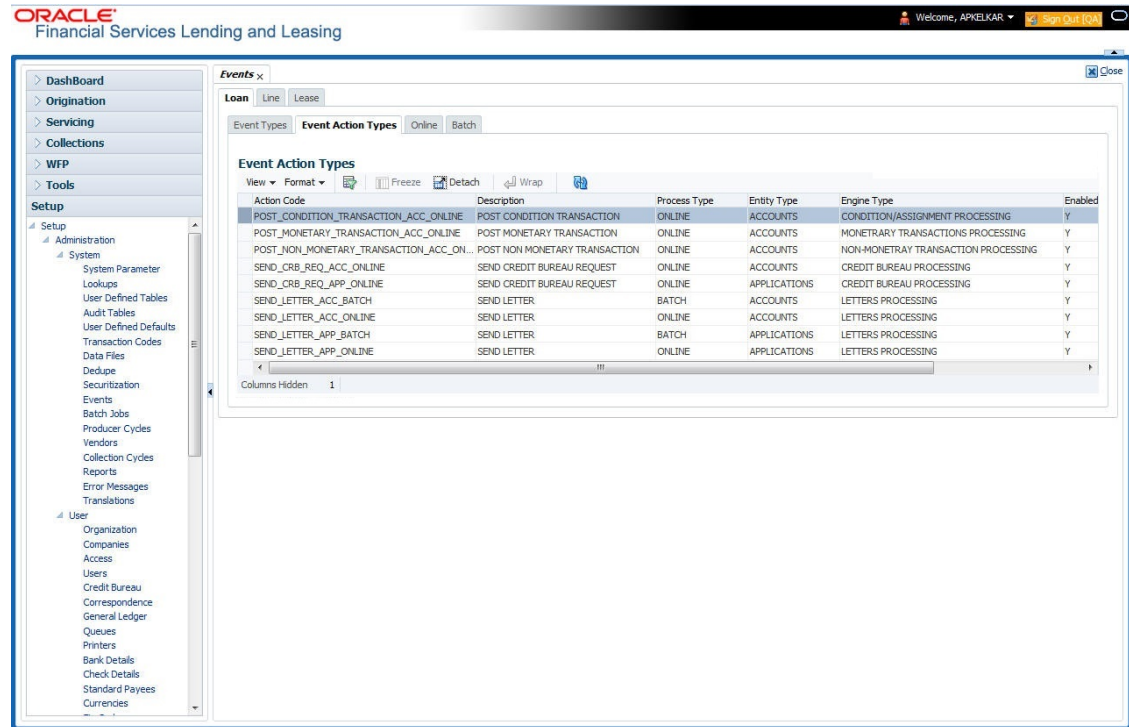 ORACLE'
Financial Services Lending and Leasing
Welcome, APKELKAR
Sign Out [QA]
DashBoard
Origination
Servicing
Collections
WFP
Tools
Setup
Setup
Administration
System
System Parameter
Lookups
User Defined Tables
Audit Tables
User Defined Defaults
Transaction Codes
Data Files
Dedupe
Securitization
Events
Batch Jobs
Producer Cycles
Vendors
Collection Cycles
Reports
Error Messages
Translations
User
Organization
Companies
Access
Users
Credit Bureau
Correspondence
General Ledger
Queues
Printers
Bank Details
Check Details
Standard Payees
Currencies
Events x
Close
Loan Line Lease
Event Types Event Action Types Online Batch
Event Action Types
View Format Freeze Detach Wrap
Action Code Description Process Type Entity Type Engine Type Enabled
POST_CONDITION_TRANSACTION_ACC_ONLINE POST CONDITION TRANSACTION ONLINE ACCOUNTS CONDITION/ASSIGNMENT PROCESSING Y
POST_MONETARY_TRANSACTION_ACC_ONLINE POST MONETARY TRANSACTION ONLINE ACCOUNTS MONETRARY TRANSACTIONS PROCESSING Y
POST_NON_MONETARY_TRANSACTION_ACC_ON... POST NON MONETARY TRANSACTION ONLINE ACCOUNTS NON-MONETRAY TRANSACTION PROCESSING Y
SEND_CRB_REQ_ACC_ONLINE SEND CREDIT BUREAU REQUEST ONLINE ACCOUNTS CREDIT BUREAU PROCESSING Y
SEND_CRB_REQ_APP_ONLINE SEND CREDIT BUREAU REQUEST ONLINE APPLICATIONS CREDIT BUREAU PROCESSING Y
SEND_LETTER_ACC_BATCH SEND LETTER BATCH ACCOUNTS LETTERS PROCESSING Y
SEND_LETTER_ACC_ONLINE SEND LETTER ONLINE ACCOUNTS LETTERS PROCESSING Y
SEND_LETTER_APP_BATCH SEND LETTER BATCH APPLICATIONS LETTERS PROCESSING Y
SEND_LETTER_APP_ONLINE SEND LETTER ONLINE APPLICATIONS LETTERS PROCESSING Y
Columns Hidden 1